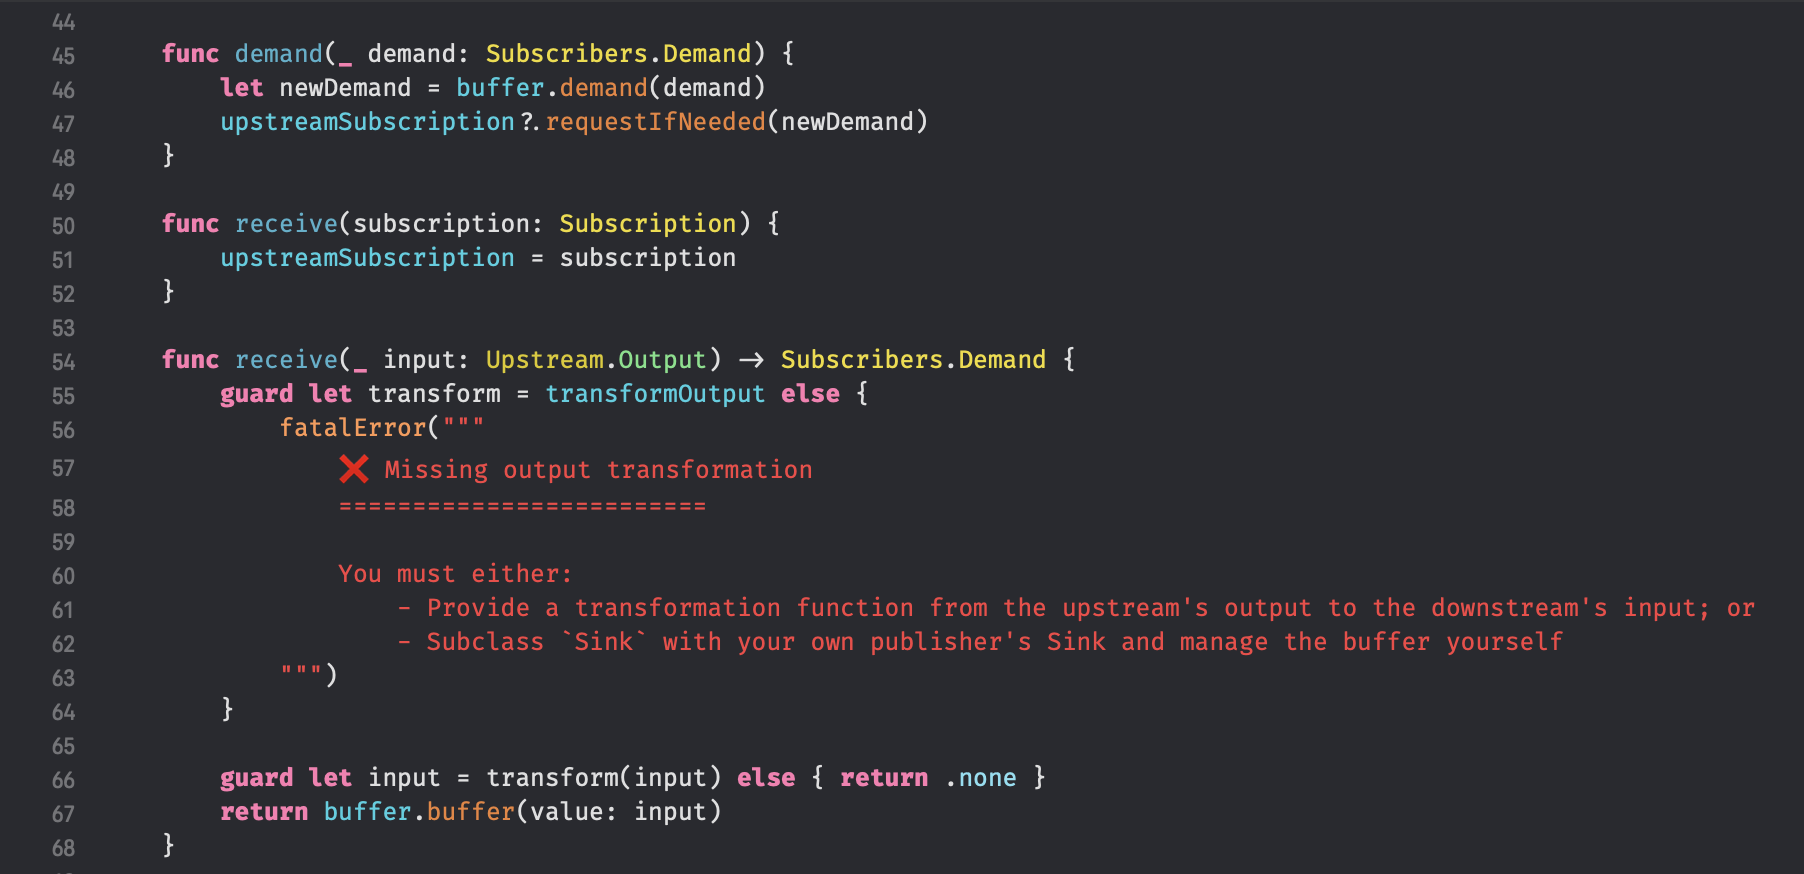 44
45 func demand(_ demand: Subscribers.Demand) {
46 let newDemand = buffer.demand(demand)
47 upstreamSubscription?.requestIfNeeded(newDemand)
48 }
49
50 func receive(subscription: Subscription) {
51 upstreamSubscription = subscription
52 }
53
54 func receive(_ input: Upstream.Output) -> Subscribers.Demand {
55 guard let transform = transformOutput else {
56 fatalError("""
57 ❌ Missing output transformation
58 =========================
59
60 You must either:
61 - Provide a transformation function from the upstream's output to the downstream's input; or
62 - Subclass `Sink` with your own publisher's Sink and manage the buffer yourself
63 """)
64 }
65
66 guard let input = transform(input) else { return .none }
67 return buffer.buffer(value: input)
68 }